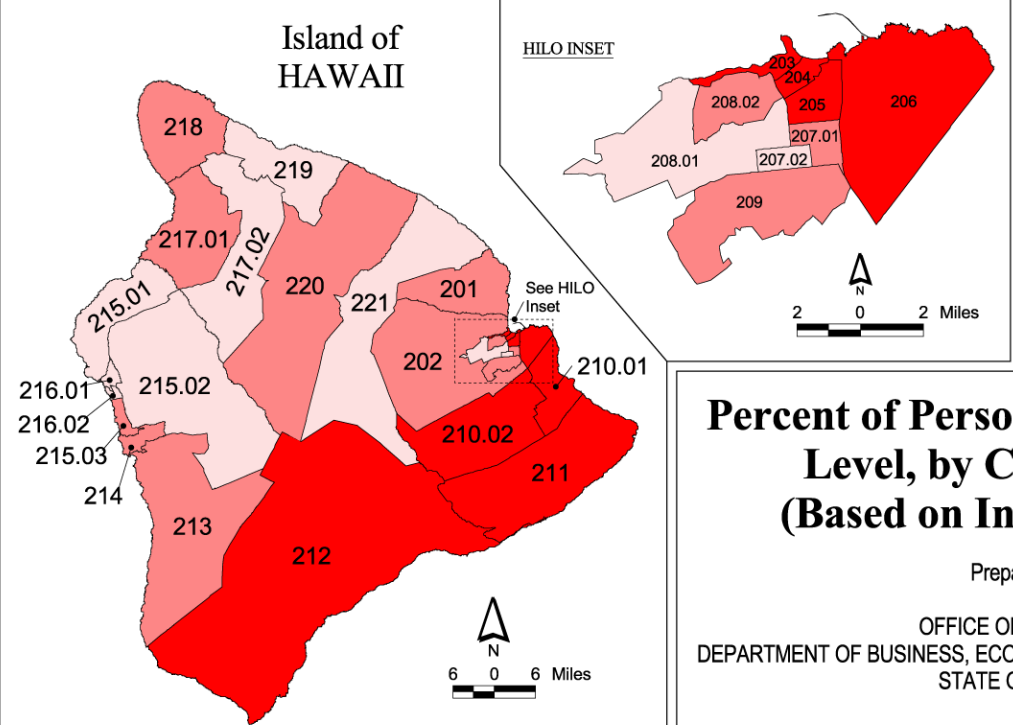 Island of
HAWAII
218
219
217.01
217.02
220
221
201
215.01
See HILO
Inset
202
215.02
216.01
216.02
215.03
214
210.01
210.02
211
213
212
N
6 0 6 Miles
HILO INSET
203
204
205
206
208.02
207.01
208.01
207.02
209
N
2 0 2 Miles
Percent of Perso
Level, by C
(Based on In
Prepa
OFFICE O
DEPARTMENT OF BUSINESS, ECO
STATE